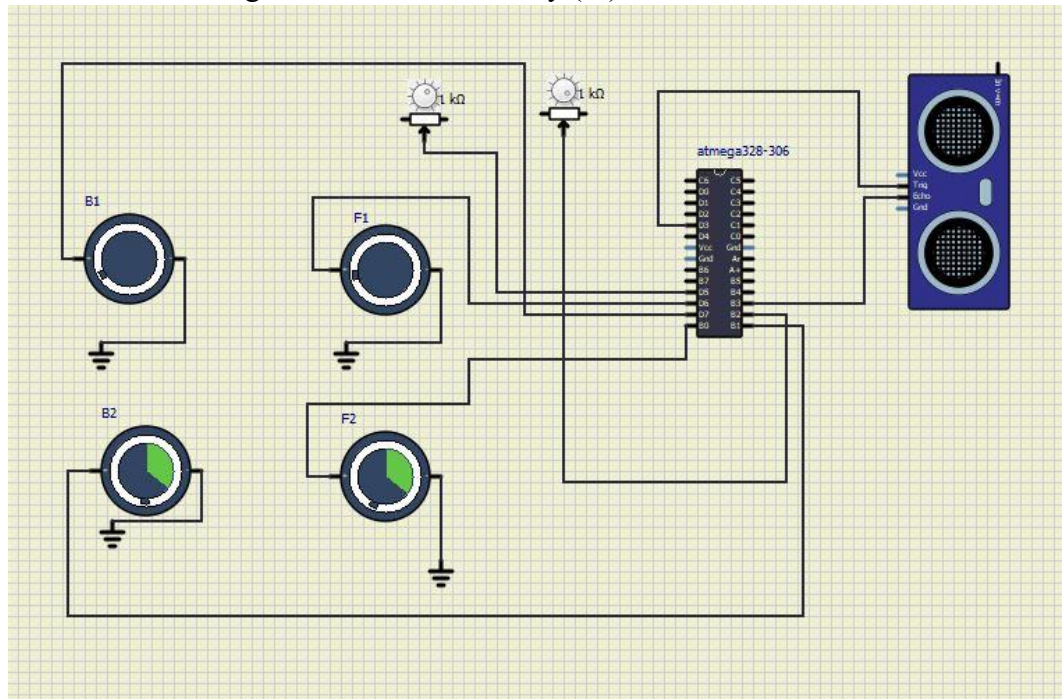 1 kΩ
1 kΩ
atmega328-306
C6 C5
D0 C4
D1 C3
D2 C2
D3 C1
D4 C0
Vcc Gnd
Gnd Ar
B6 A+
B7 B5
D5 B4
D6 B3
D7 B2
B0 B1
Vcc
Trig
Echo
Gnd
B1
F1
B2
F2